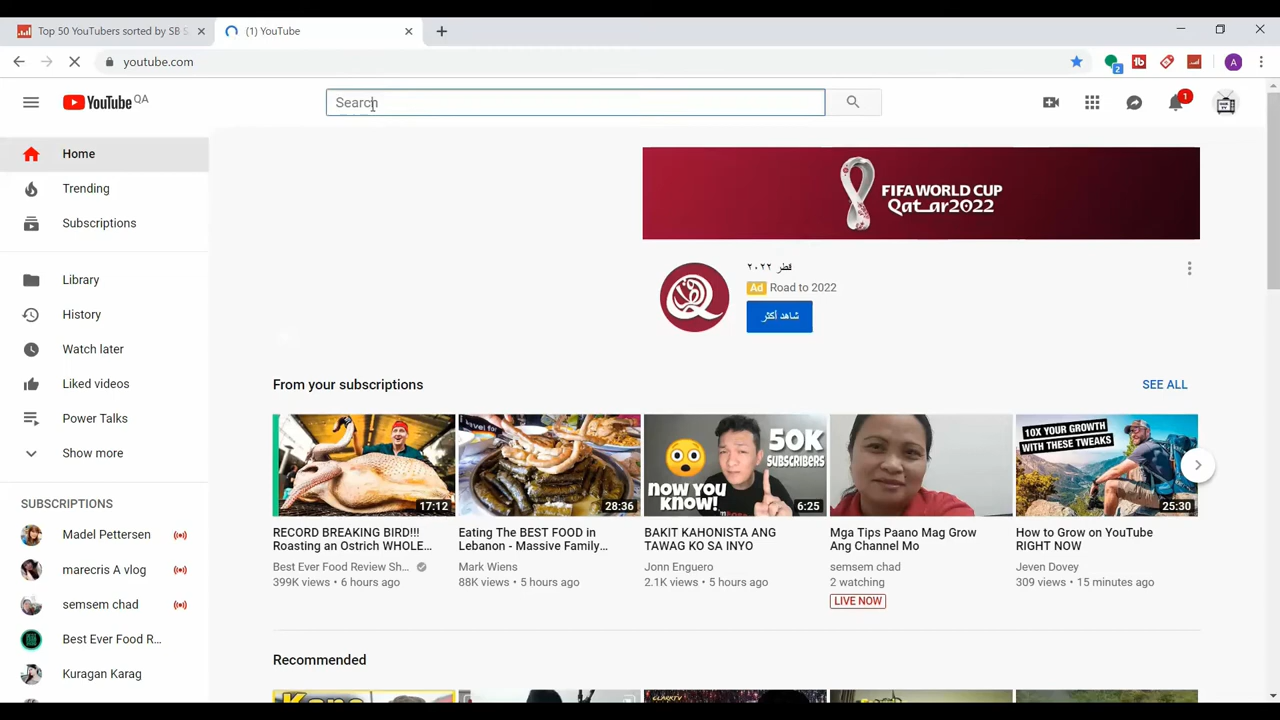 Top 50 YouTubers sorted by SB S
(1) YouTube
youtube.com
2
A
YouTube QA
Search
1
Home
Trending
Subscriptions
Library
History
Watch later
Liked videos
Power Talks
Show more
SUBSCRIPTIONS
Madel Pettersen
marecris A vlog
semsem chad
Best Ever Food R...
Kuragan Karag
FIFA WORLD CUP
Qatar2022
قطر ٢٠٢٢
Ad Road to 2022
شاهد أكثر
From your subscriptions
SEE ALL
17:12
RECORD BREAKING BIRD!!!
Roasting an Ostrich WHOLE...
Best Ever Food Review Sh...
399K views • 6 hours ago
28:36
Eating The BEST FOOD in
Lebanon - Massive Family...
Mark Wiens
88K views • 5 hours ago
50K
SUBSCRIBERS
NOW YOU
KNOW!
6:25
BAKIT KAHONISTA ANG
TAWAG KO SA INYO
Jonn Enguero
2.1K views • 5 hours ago
Mga Tips Paano Mag Grow
Ang Channel Mo
semsem chad
2 watching
LIVE NOW
10X YOUR GROWTH
WITH THESE TWEAKS
25:30
How to Grow on YouTube
RIGHT NOW
Jeven Dovey
309 views • 15 minutes ago
Recommended